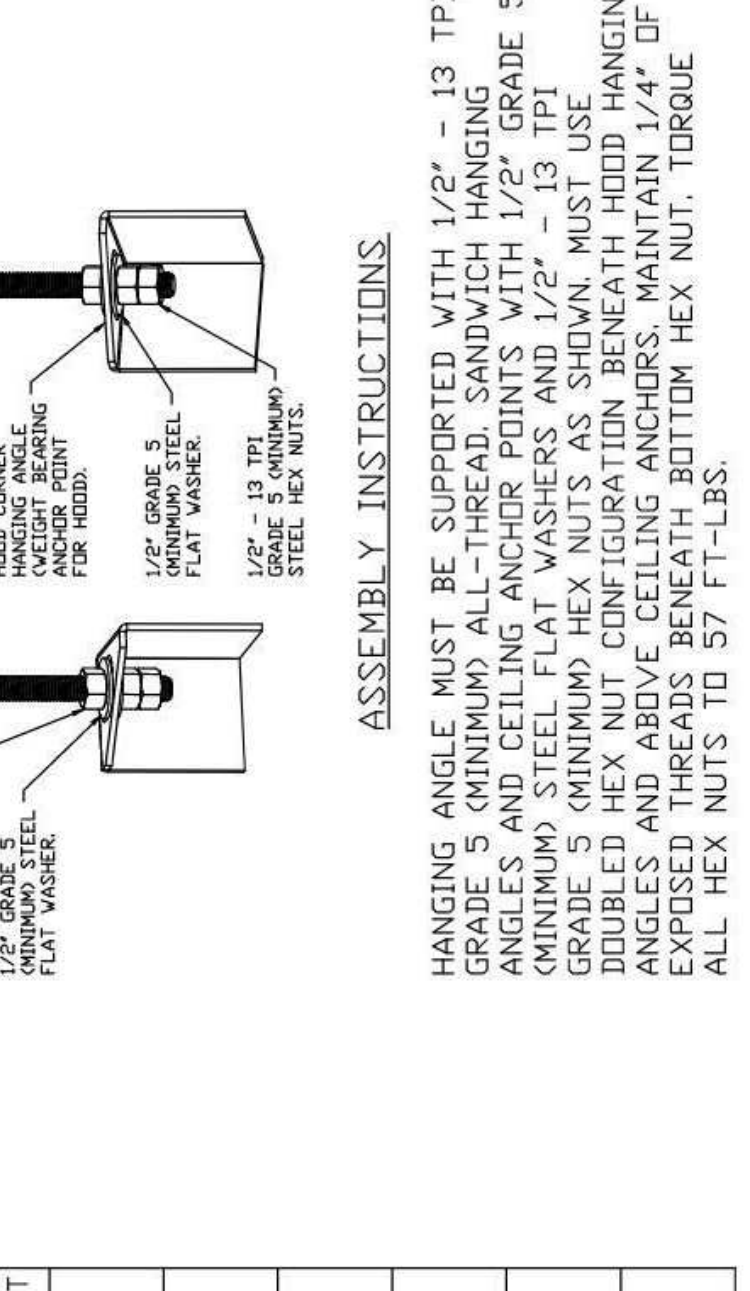 HANGING ANGLE
(WEIGHT BEARING
ANCHOR POINT
FOR HOOD).
1/2" GRADE 5
(MINIMUM) STEEL
FLAT WASHER.
1/2" - 13 TPI
GRADE 5 (MINIMUM)
STEEL HEX NUTS.
1/2" GRADE 5
(MINIMUM) STEEL
FLAT WASHER.
ASSEMBLY INSTRUCTIONS
HANGING ANGLE MUST BE SUPPORTED WITH 1/2" - 13 TPI
GRADE 5 (MINIMUM) ALL-THREAD. SANDWICH HANGING
ANGLES AND CEILING ANCHOR POINTS WITH 1/2" GRADE 5
(MINIMUM) STEEL FLAT WASHERS AND 1/2" - 13 TPI
GRADE 5 (MINIMUM) HEX NUTS AS SHOWN. MUST USE
DOUBLED HEX NUT CONFIGURATION BENEATH HOOD HANGIN
ANGLES AND ABOVE CEILING ANCHORS. MAINTAIN 1/4" OF
EXPOSED THREADS BENEATH BOTTOM HEX NUT. TORQUE
ALL HEX NUTS TO 57 FT-LBS.